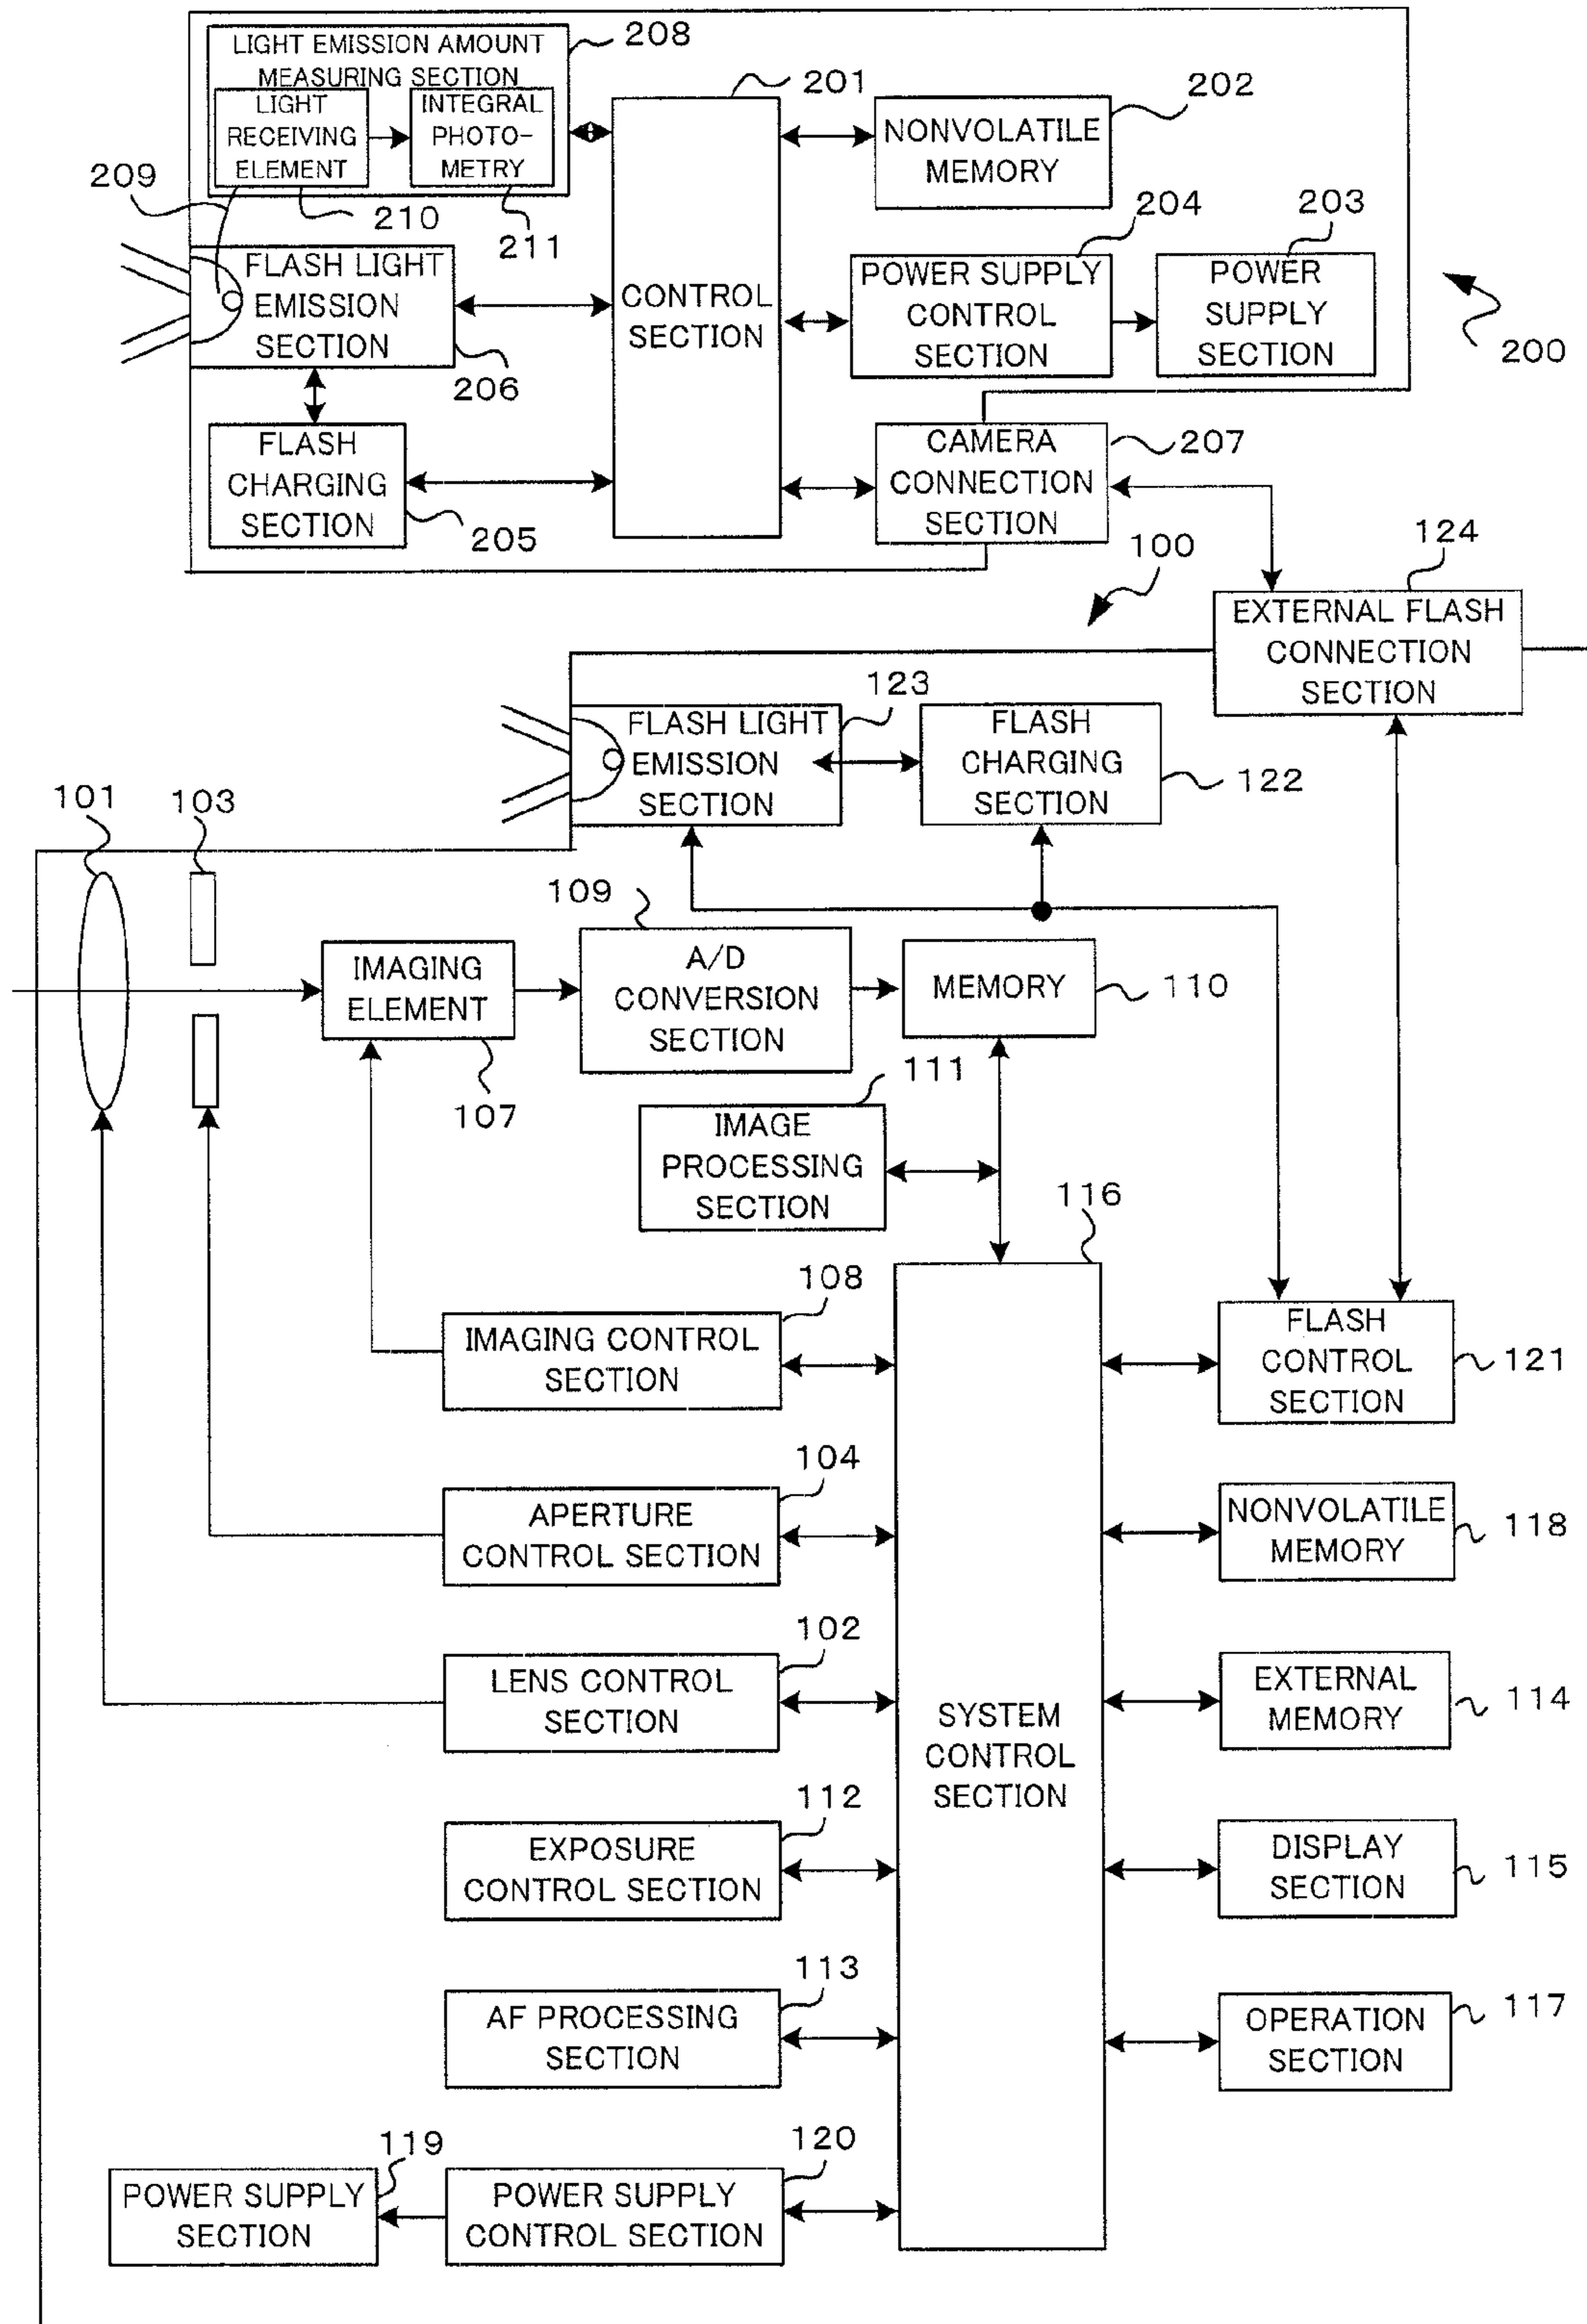 LIGHT EMISSION AMOUNT
MEASURING SECTION
208
LIGHT
RECEIVING
ELEMENT
INTEGRAL
PHOTO-
METRY
209
210
211
201
CONTROL
SECTION
202
NONVOLATILE
MEMORY
204
POWER SUPPLY
CONTROL
SECTION
203
POWER
SUPPLY
SECTION
200
FLASH LIGHT
EMISSION
SECTION
206
FLASH
CHARGING
SECTION
205
CAMERA
CONNECTION
SECTION
207
100
124
EXTERNAL FLASH
CONNECTION
SECTION
123
FLASH LIGHT
EMISSION
SECTION
FLASH
CHARGING
SECTION
122
101
103
109
IMAGING
ELEMENT
107
A/D
CONVERSION
SECTION
MEMORY
110
111
IMAGE
PROCESSING
SECTION
116
SYSTEM
CONTROL
SECTION
108
IMAGING CONTROL
SECTION
FLASH
CONTROL
SECTION
121
104
APERTURE
CONTROL SECTION
NONVOLATILE
MEMORY
118
102
LENS CONTROL
SECTION
EXTERNAL
MEMORY
114
112
EXPOSURE
CONTROL SECTION
DISPLAY
SECTION
115
113
AF PROCESSING
SECTION
OPERATION
SECTION
117
119
POWER SUPPLY
SECTION
120
POWER SUPPLY
CONTROL SECTION